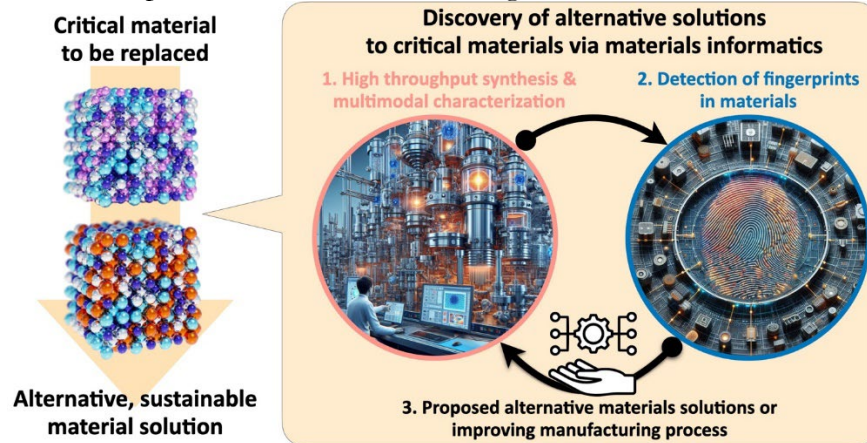 Critical material
to be replaced
Alternative, sustainable
material solution
Discovery of alternative solutions
to critical materials via materials informatics
1. High throughput synthesis &
multimodal characterization
2. Detection of fingerprints
in materials
3. Proposed alternative materials solutions or
improving manufacturing process